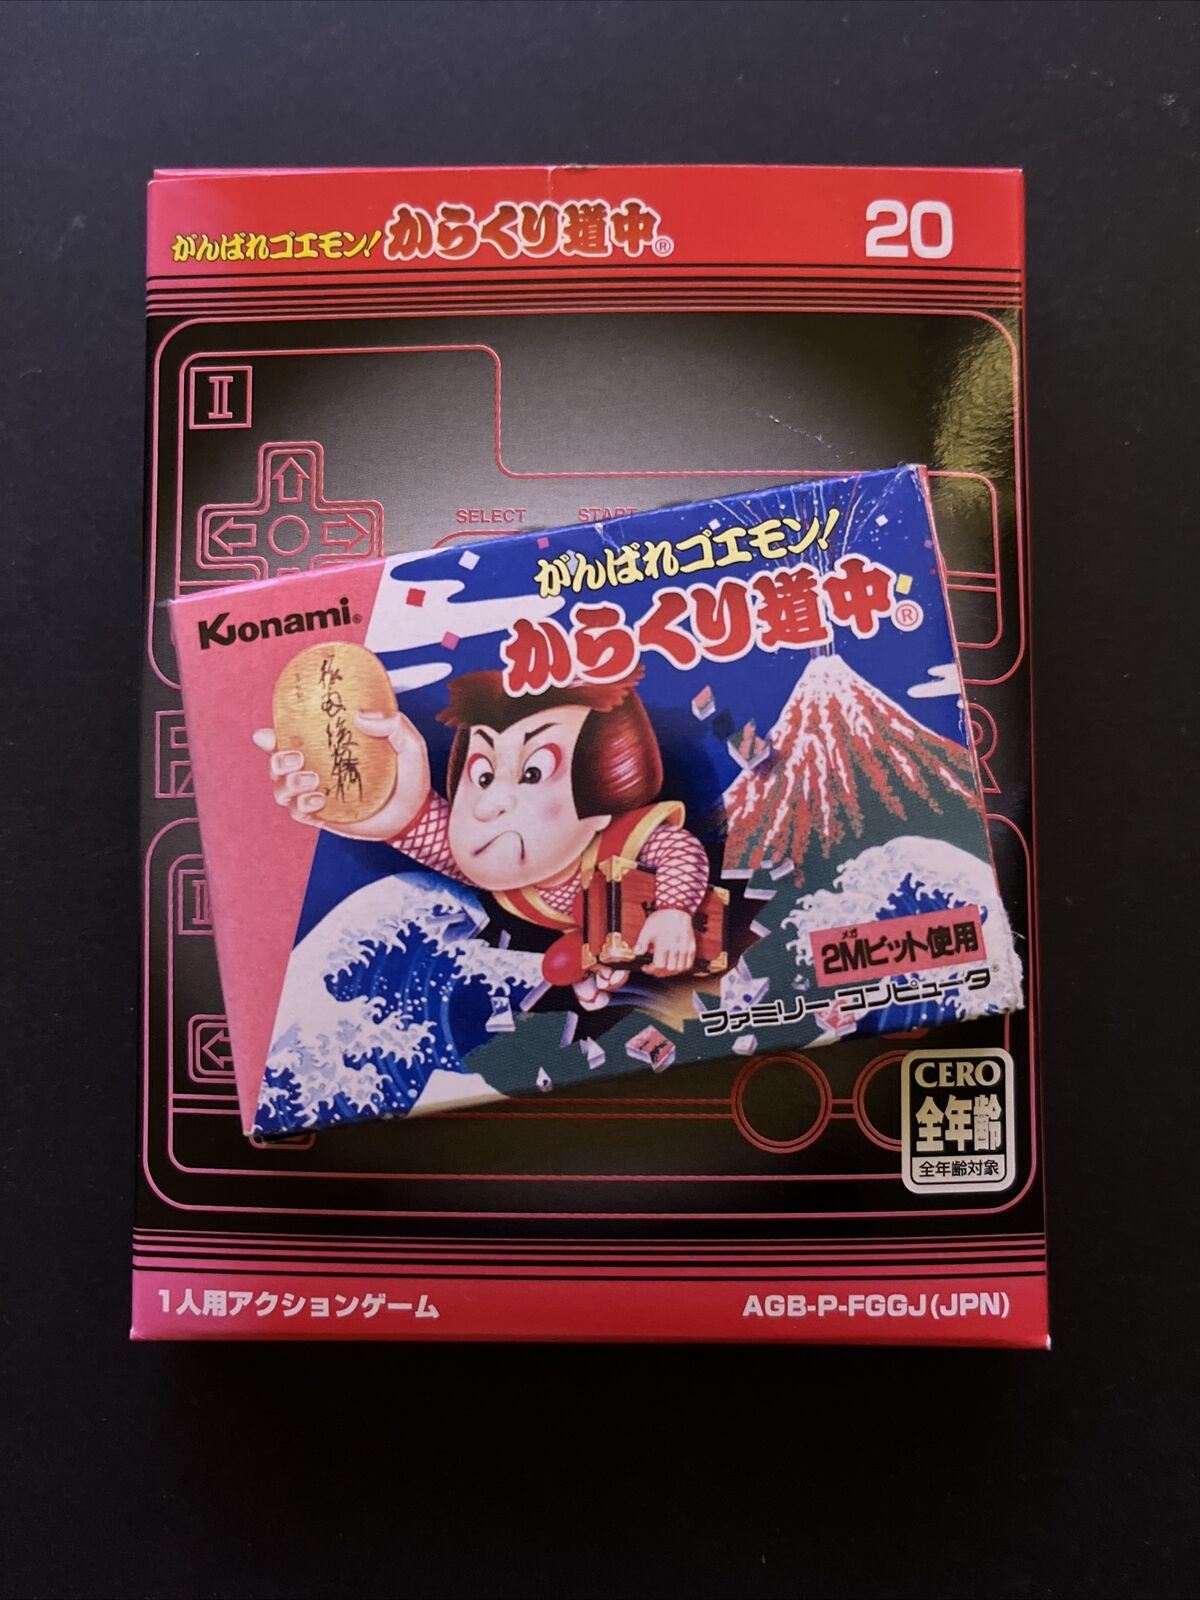 がんばれゴエモン! からくり道中® 20
II
SELECT START
Konami®
がんばれゴエモン!
からくり道中®
メガ
2Mビット使用
ファミリーコンピュータ®
CERO
全年齢
全年齢対象
1人用アクションゲーム AGB-P-FGGJ(JPN)